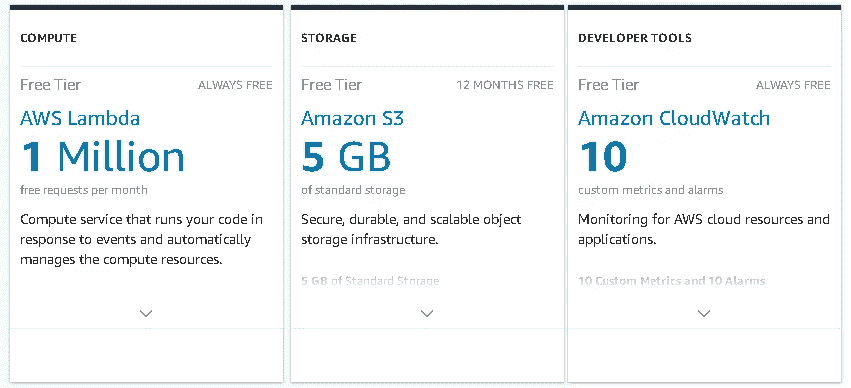 COMPUTE
Free Tier ALWAYS FREE
AWS Lambda
1 Million
free requests per month
Compute service that runs your code in
response to events and automatically
manages the compute resources.
STORAGE
Free Tier 12 MONTHS FREE
Amazon S3
5 GB
of standard storage
Secure, durable, and scalable object
storage infrastructure.
5 GB of Standard Storage
DEVELOPER TOOLS
Free Tier ALWAYS FREE
Amazon CloudWatch
10
custom metrics and alarms
Monitoring for AWS cloud resources and
applications.
10 Custom Metrics and 10 Alarms